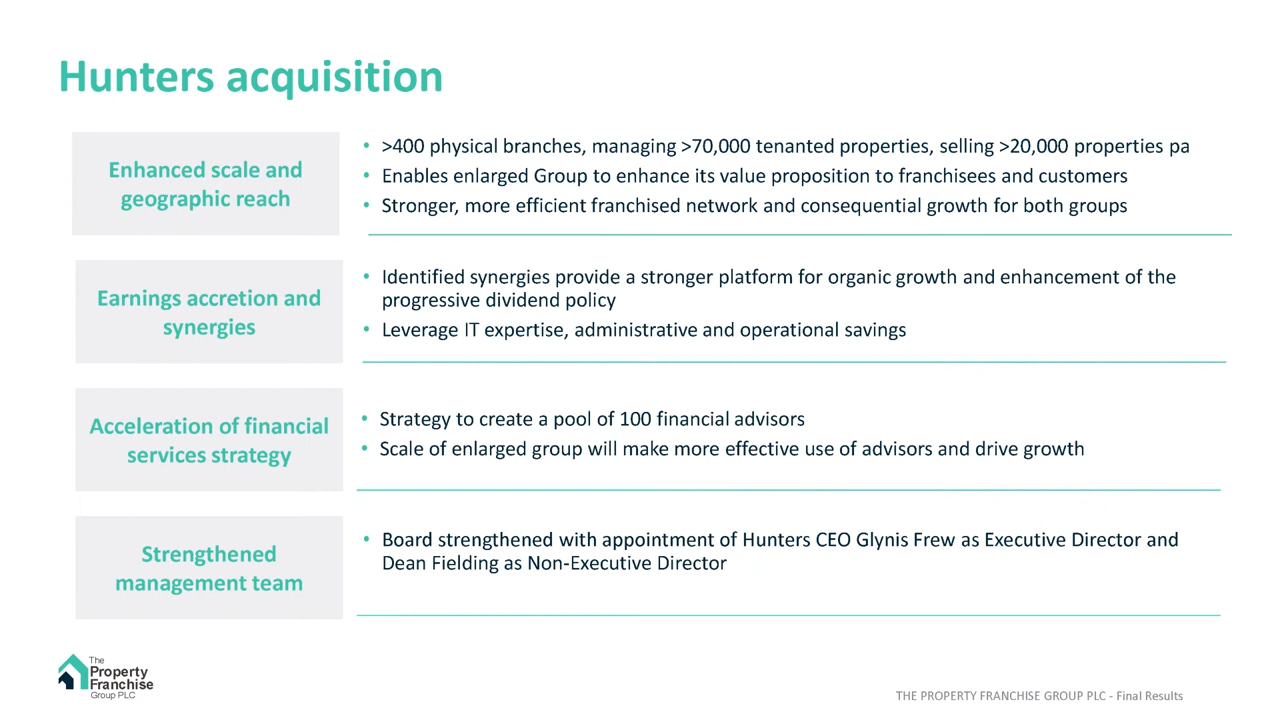 Hunters acquisition
Enhanced scale and
geographic reach
• >400 physical branches, managing >70,000 tenanted properties, selling >20,000 properties pa
• Enables enlarged Group to enhance its value proposition to franchisees and customers
• Stronger, more efficient franchised network and consequential growth for both groups
Earnings accretion and
synergies
• Identified synergies provide a stronger platform for organic growth and enhancement of the
progressive dividend policy
• Leverage IT expertise, administrative and operational savings
Acceleration of financial
services strategy
• Strategy to create a pool of 100 financial advisors
• Scale of enlarged group will make more effective use of advisors and drive growth
Strengthened
management team
• Board strengthened with appointment of Hunters CEO Glynis Frew as Executive Director and
Dean Fielding as Non-Executive Director
The
Property
Franchise
Group PLC
THE PROPERTY FRANCHISE GROUP PLC - Final Results